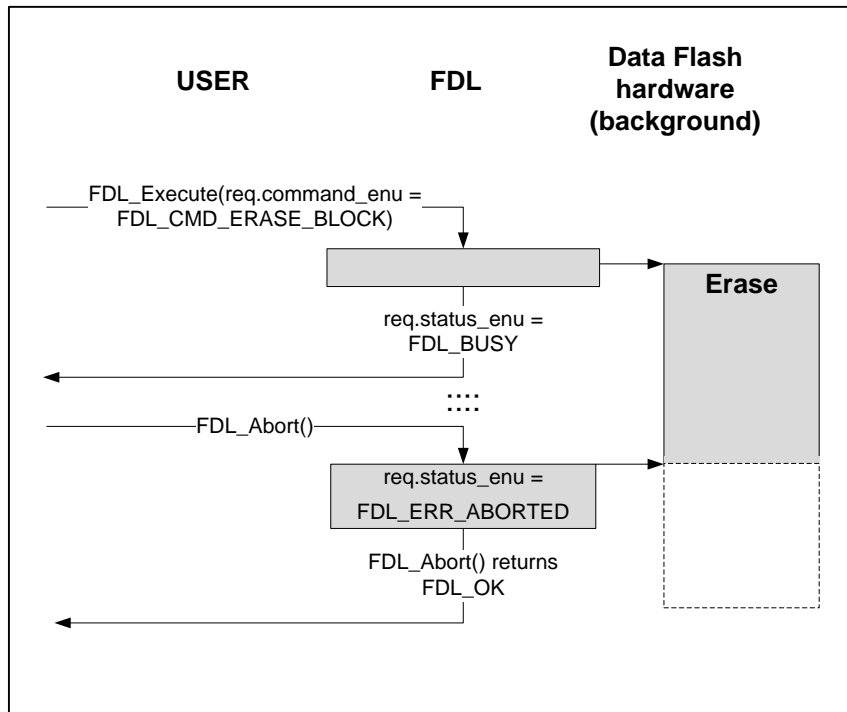 USER
FDL
Data Flash
hardware
(background)
FDL_Execute(req.command_enu =
FDL_CMD_ERASE_BLOCK)
Erase
req.status_enu =
FDL_BUSY
::::
FDL_Abort()
req.status_enu =
FDL_ERR_ABORTED
FDL_Abort() returns
FDL_OK